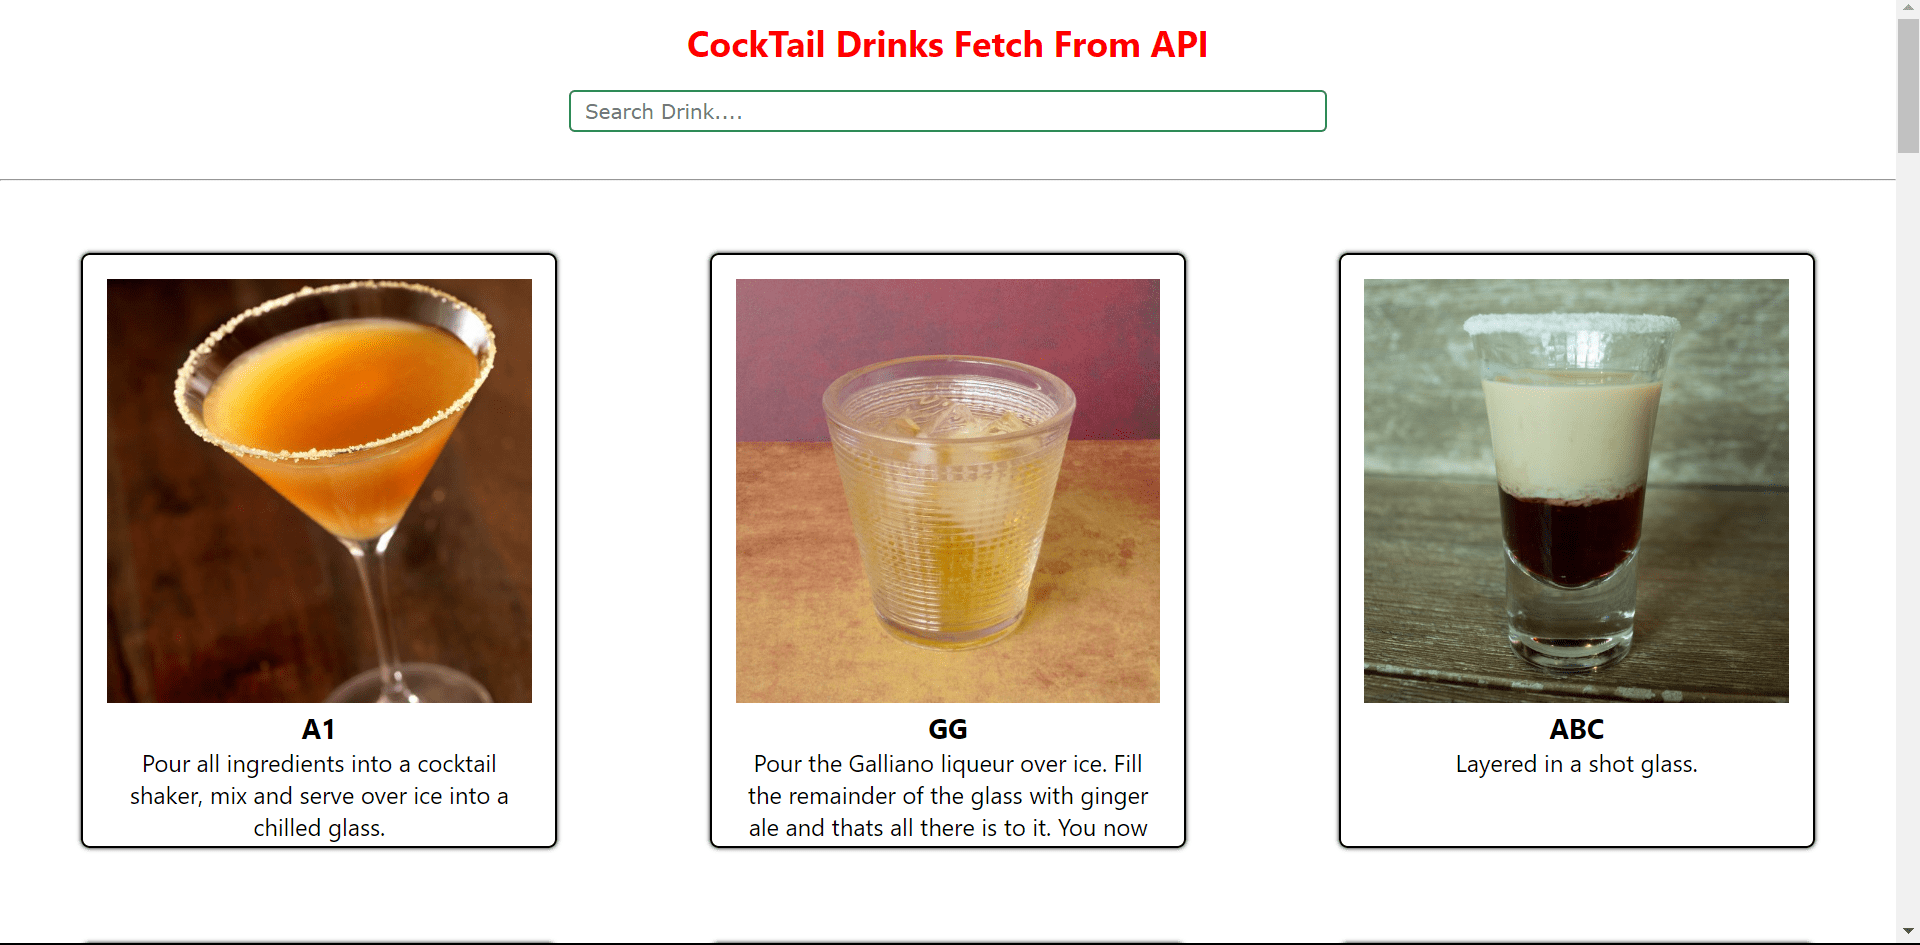 CockTail Drinks Fetch From API
Search Drink....
A1
Pour all ingredients into a cocktail
shaker, mix and serve over ice into a
chilled glass.
GG
Pour the Galliano liqueur over ice. Fill
the remainder of the glass with ginger
ale and thats all there is to it. You now
ABC
Layered in a shot glass.